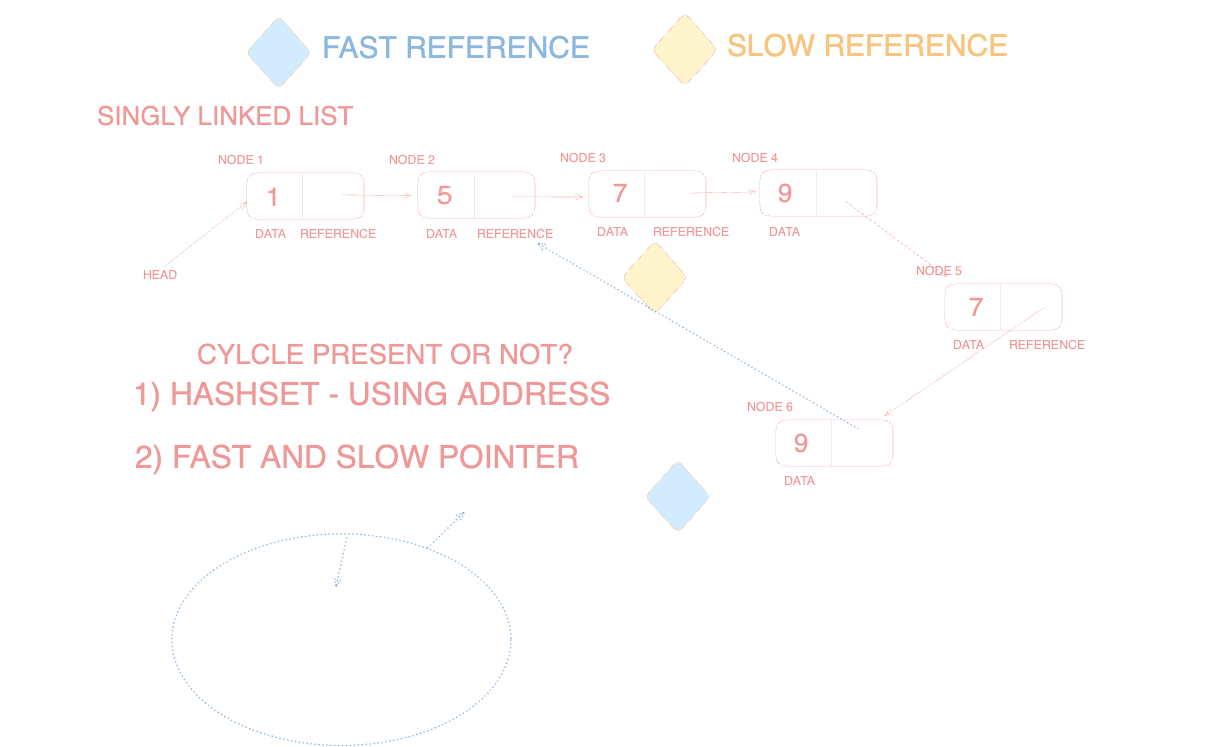 FAST REFERENCE
SLOW REFERENCE
SINGLY LINKED LIST
NODE 1
NODE 2
NODE 3
NODE 4
1
5
7
9
DATA
REFERENCE
DATA
REFERENCE
DATA
REFERENCE
DATA
HEAD
NODE 5
7
DATA
REFERENCE
CYLCLE PRESENT OR NOT?
1) HASHSET - USING ADDRESS
NODE 6
9
DATA
2) FAST AND SLOW POINTER